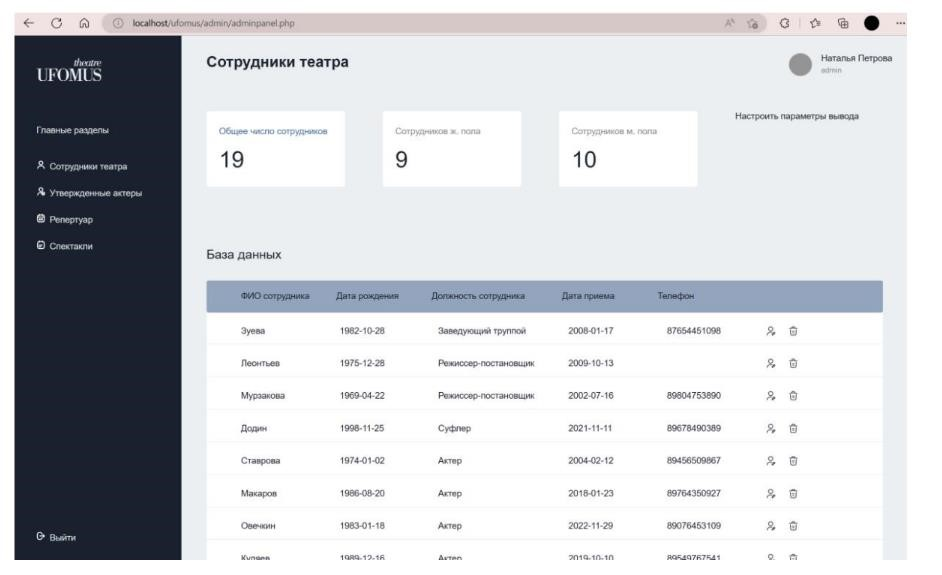 localhost/ufomus/admin/adminpanel.php
theatre
UFOMUS
Главные разделы
Сотрудники театра
Утвержденные актеры
Репертуар
Спектакли
Выйти
Сотрудники театра
Наталья Петрова
admin
Общее число сотрудников
19
Сотрудников ж. пола
9
Сотрудников м. пола
10
Настроить параметры вывода
База данных
ФИО сотрудника Дата рождения Должность сотрудника Дата приема Телефон
Зуева 1982-10-28 Заведующий труппой 2008-01-17 87654451098
Леонтьев 1975-12-28 Режиссер-постановщик 2009-10-13
Мурзакова 1969-04-22 Режиссер-постановщик 2002-07-16 89804753890
Додин 1998-11-25 Суфлер 2021-11-11 89678490389
Ставрова 1974-01-02 Актер 2004-02-12 89456509867
Макаров 1986-08-20 Актер 2018-01-23 89764350927
Овечкин 1983-01-18 Актер 2022-11-29 89076453109
Куляев 1989-12-16 Актер 2019-10-10 89549767541